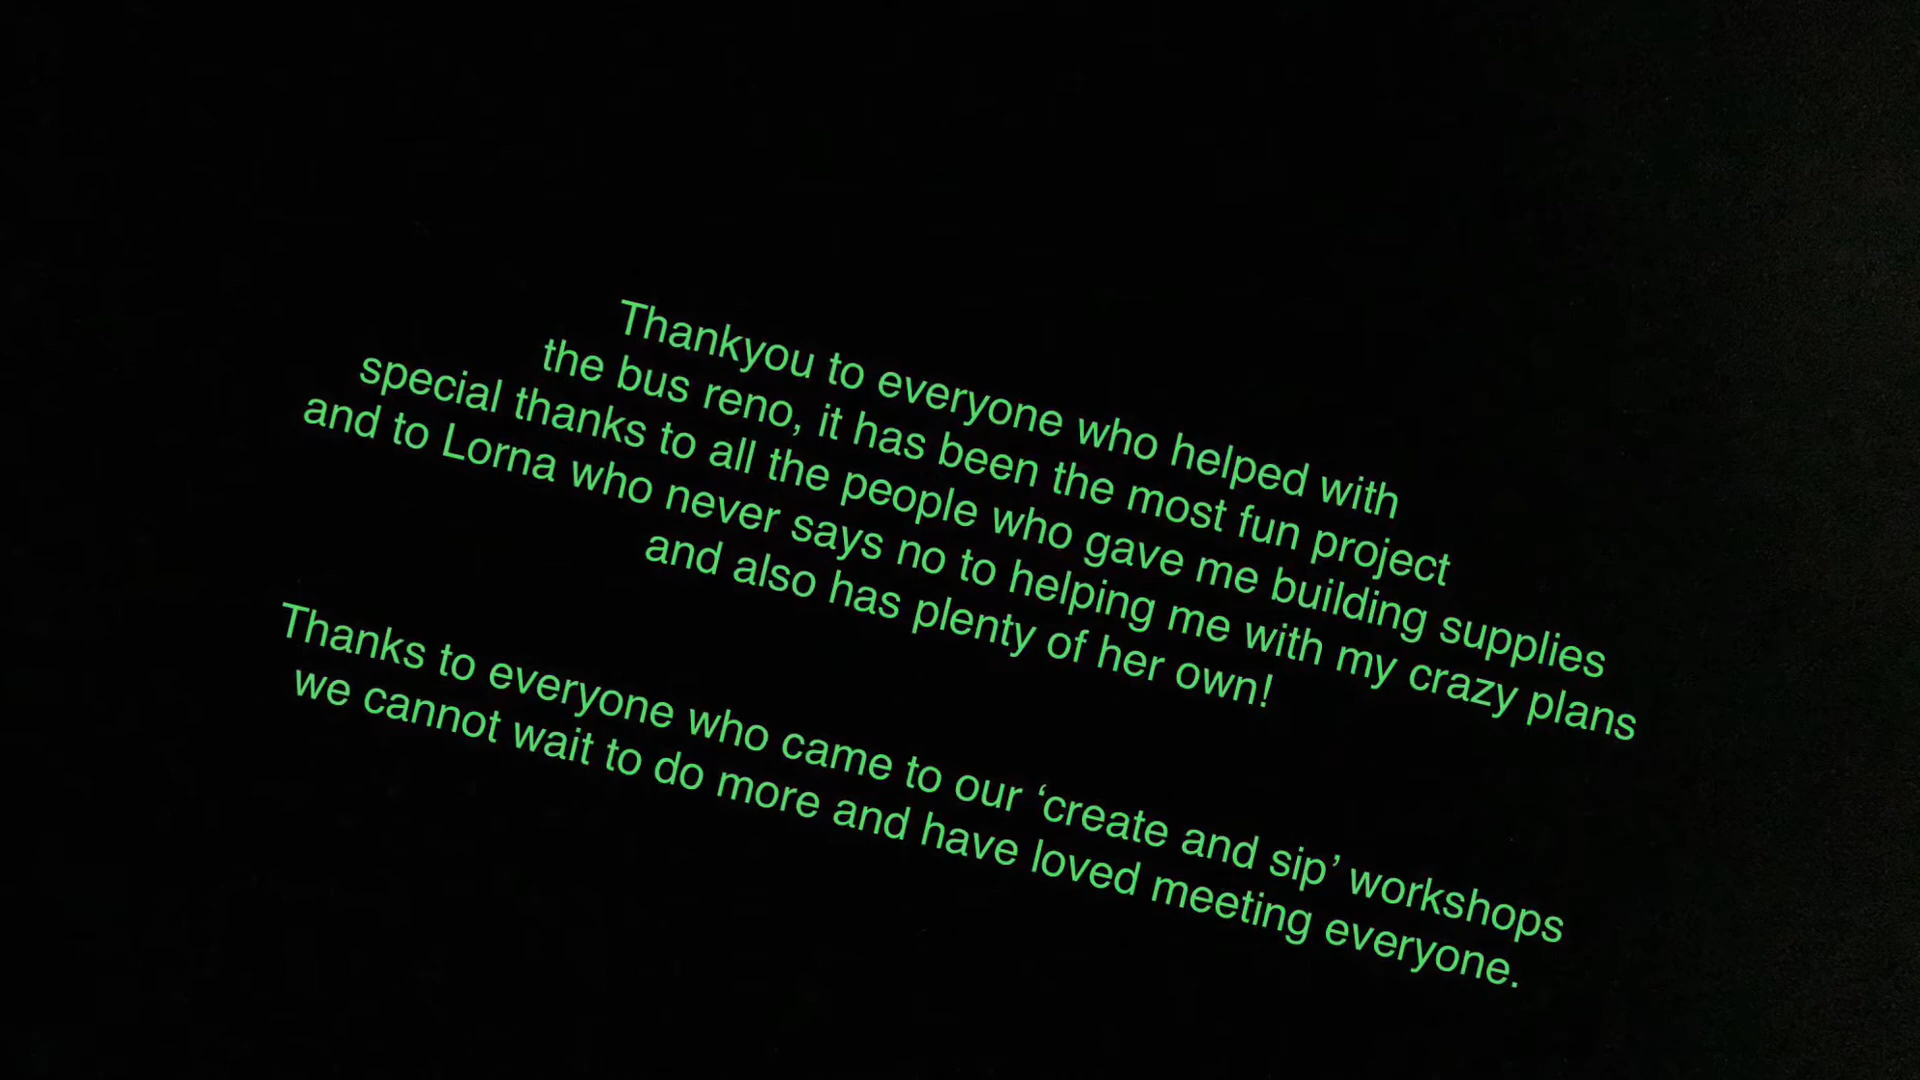 Thankyou to everyone who helped with
the bus reno, it has been the most fun project
special thanks to all the people who gave me building supplies
and to Lorna who never says no to helping me with my crazy plans
and also has plenty of her own!
Thanks to everyone who came to our ‘create and sip’ workshops
we cannot wait to do more and have loved meeting everyone.